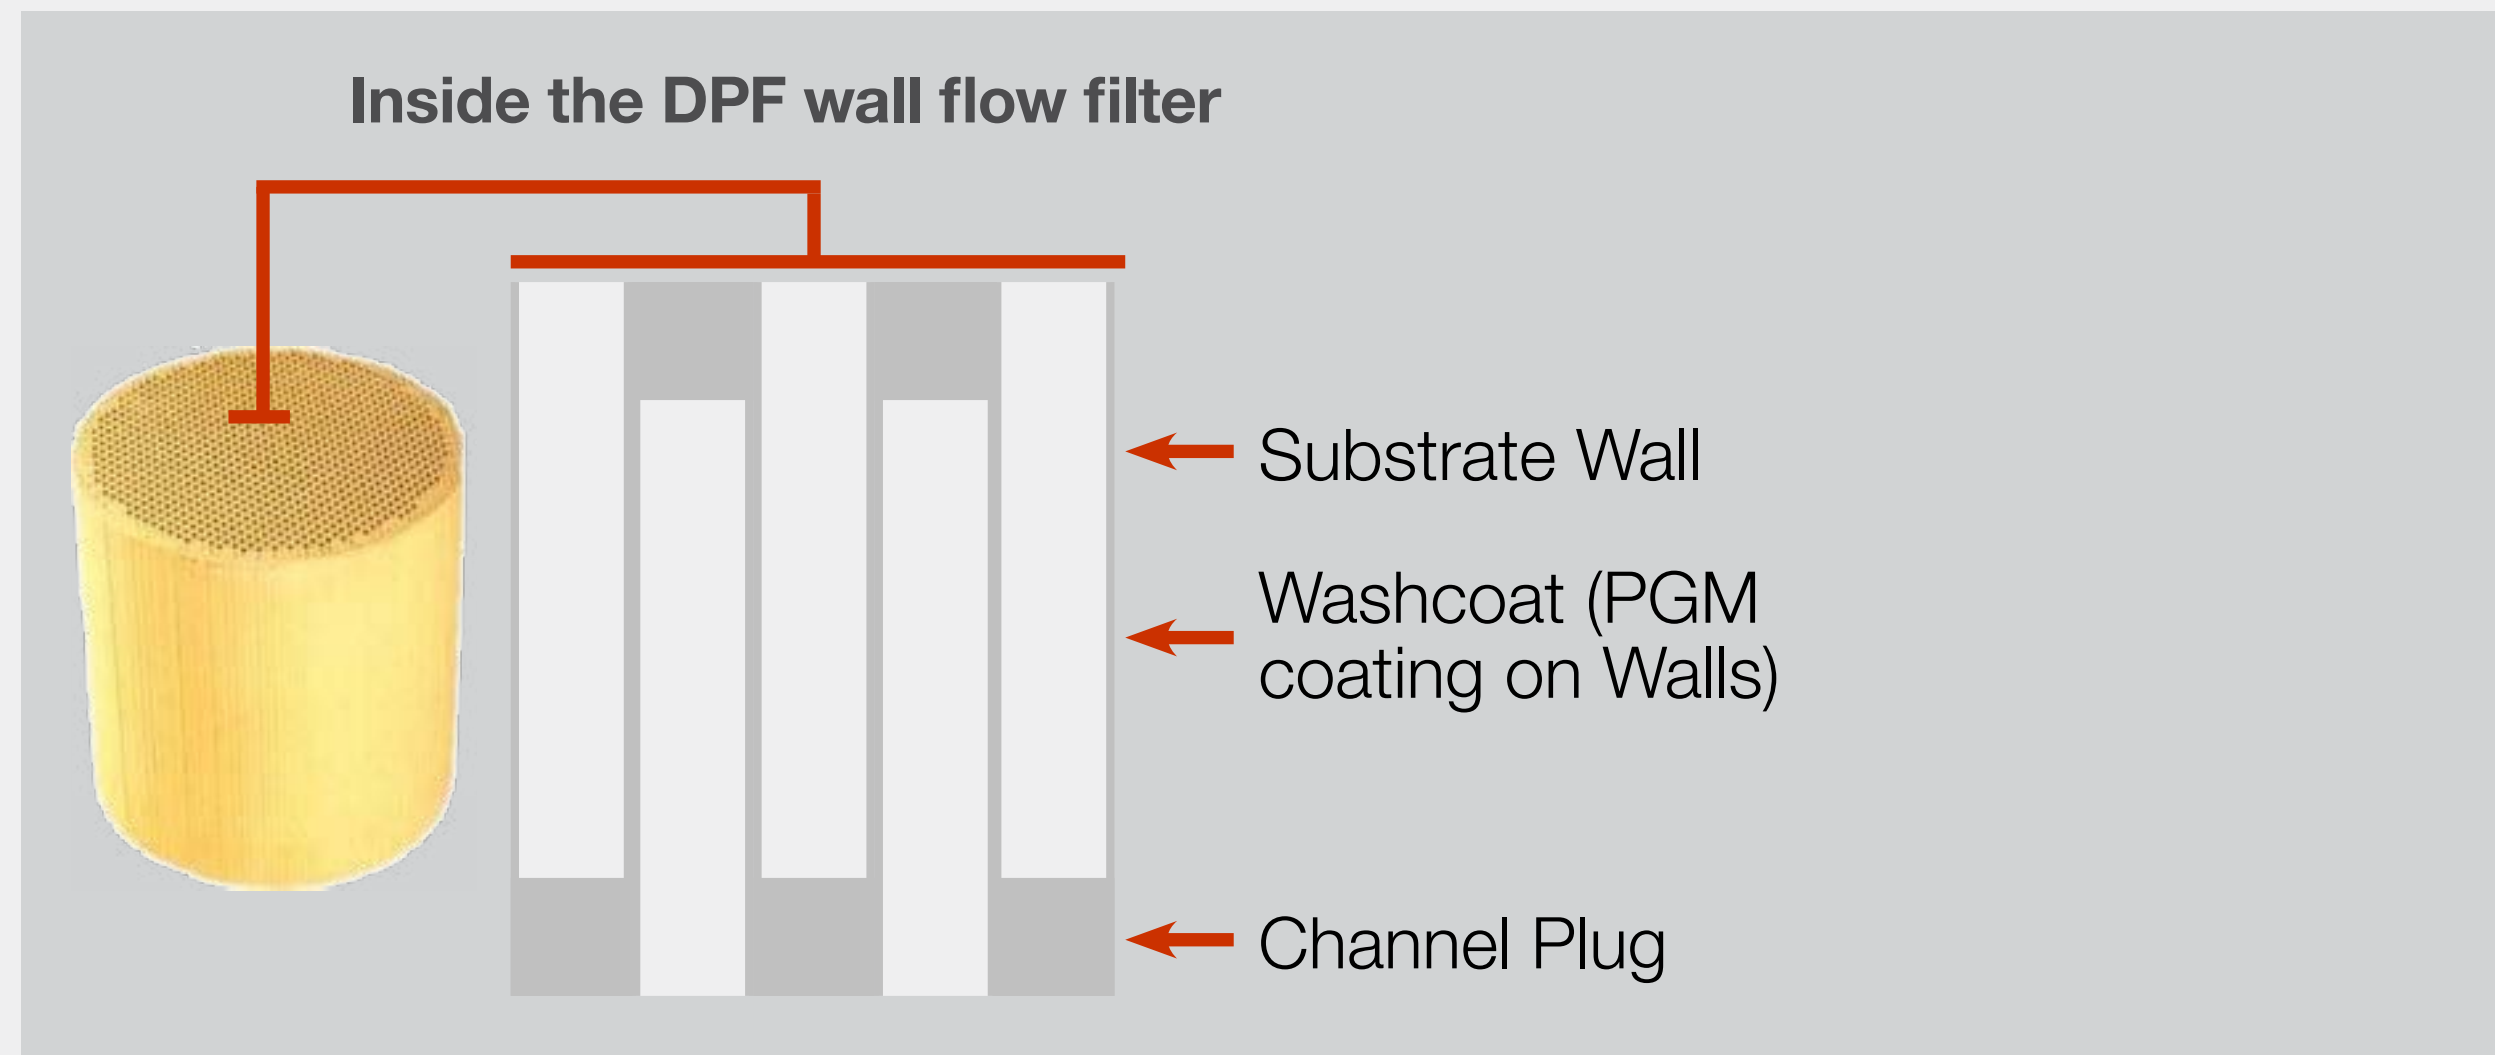 Inside the DPF wall flow filter
Substrate Wall
Washcoat (PGM
coating on Walls)
Channel Plug